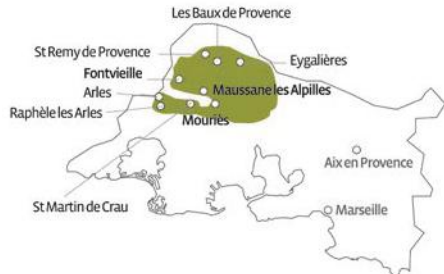 Les Baux de Provence
St Remy de Provence
Eygalières
Fontvieille
Maussane les Alpilles
Arles
Raphèle les Arles
Mouriès
Aix en Provence
St Martin de Crau
Marseille